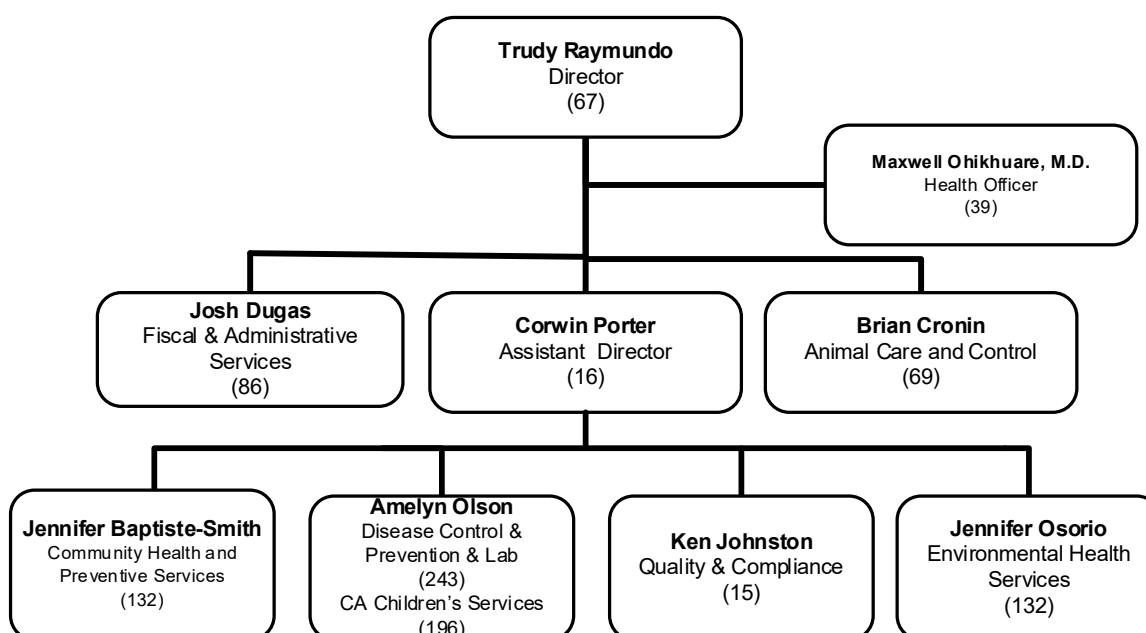 Trudy Raymundo
Director
(67)
Maxwell Ohikhuare, M.D.
Health Officer
(39)
Josh Dugas
Fiscal & Administrative
Services
(86)
Corwin Porter
Assistant Director
(16)
Brian Cronin
Animal Care and Control
(69)
Jennifer Baptiste-Smith
Community Health and
Preventive Services
(132)
Amelyn Olson
Disease Control &
Prevention & Lab
(243)
CA Children's Services
(196)
Ken Johnston
Quality & Compliance
(15)
Jennifer Osorio
Environmental Health
Services
(132)